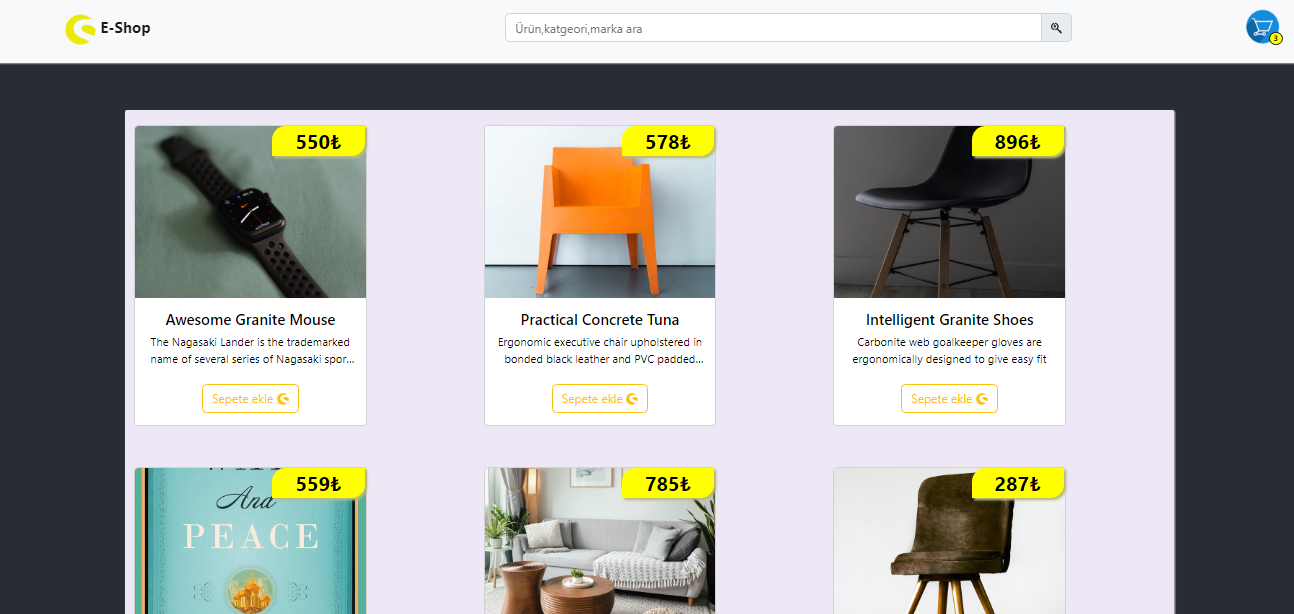 E-Shop
Ürün,katgeori,marka ara
3
550₺
578₺
896₺
Awesome Granite Mouse
The Nagasaki Lander is the trademarked
name of several series of Nagasaki spor...
Sepete ekle
Practical Concrete Tuna
Ergonomic executive chair upholstered in
bonded black leather and PVC padded...
Sepete ekle
Intelligent Granite Shoes
Carbonite web goalkeeper gloves are
ergonomically designed to give easy fit
Sepete ekle
559₺
And
PEACE
785₺
287₺